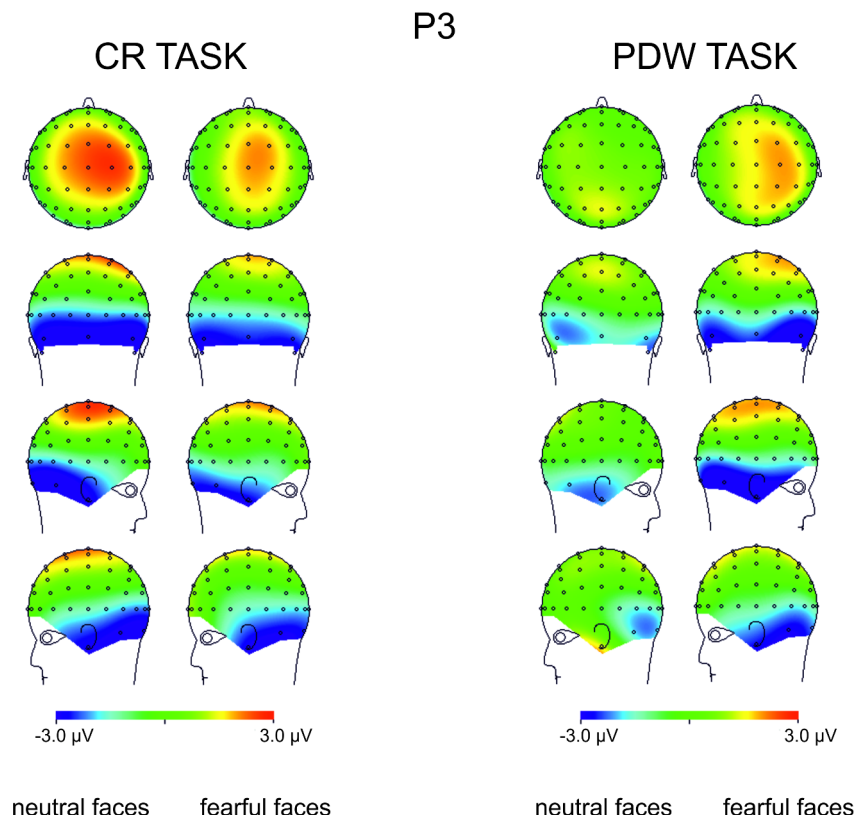 P3
CR TASK
PDW TASK
-3.0 µV
3.0 µV
-3.0 µV
3.0 µV
neutral faces
fearful faces
neutral faces
fearful faces